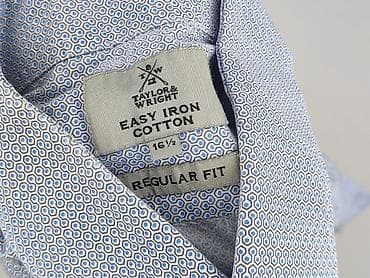 T W
TAYLOR&
WRIGHT
EASY IRON
COTTON
16½
REGULAR FIT